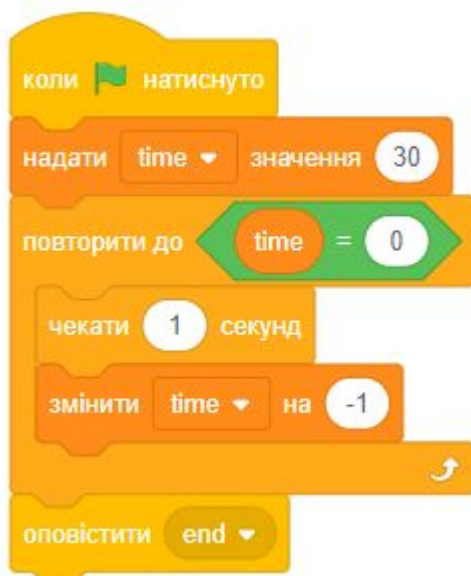 коли натиснуто
надати time значення 30
повторити до time = 0
чекати 1 секунд
змінити time на -1
оповістити end